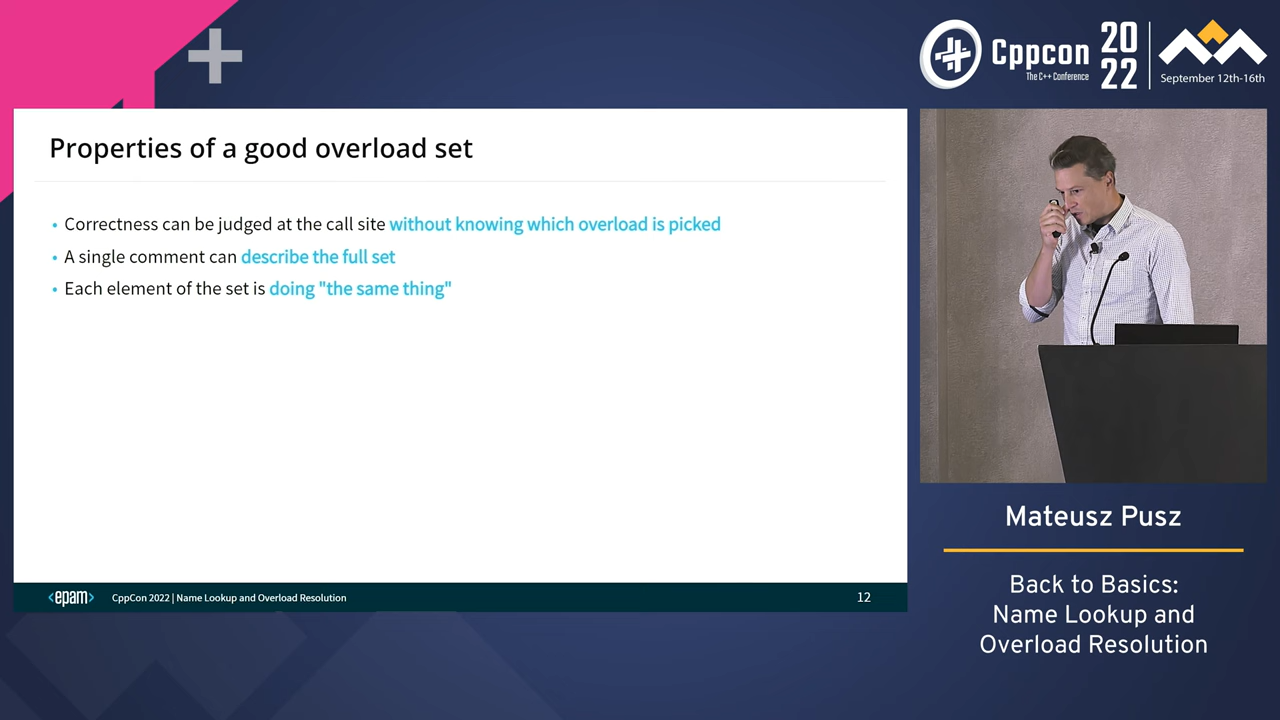 Cppcon
The C++ Conference
20
22
September 12th-16th
Properties of a good overload set
• Correctness can be judged at the call site without knowing which overload is picked
• A single comment can describe the full set
• Each element of the set is doing "the same thing"
<epam>
CppCon 2022 | Name Lookup and Overload Resolution
12
Mateusz Pusz
Back to Basics:
Name Lookup and
Overload Resolution